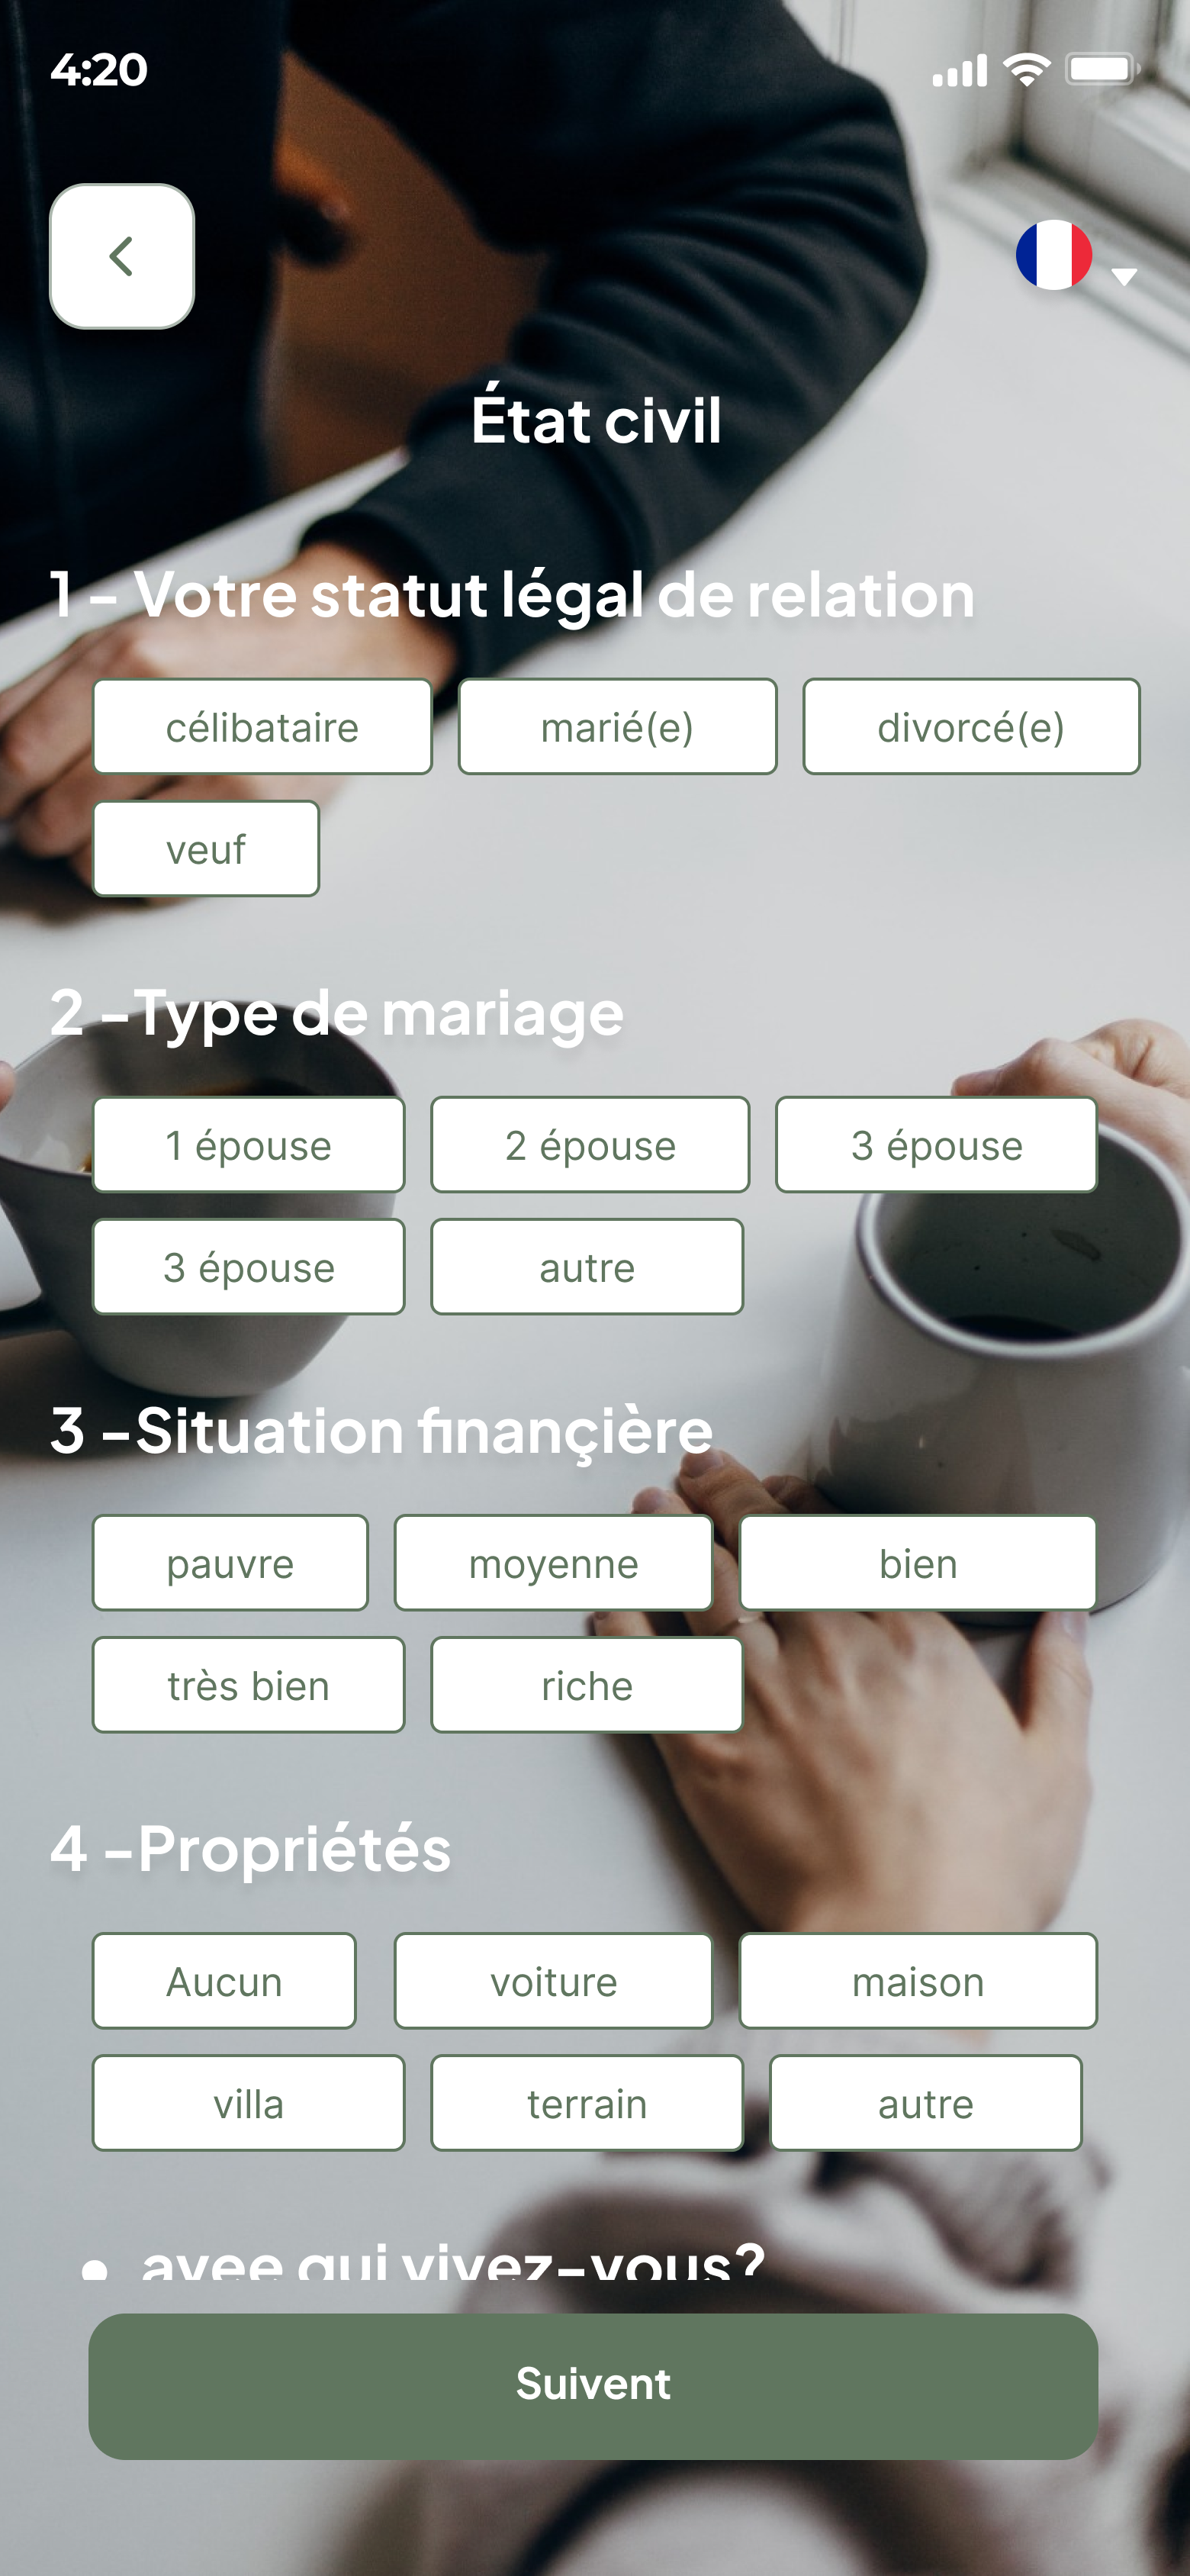 4:20
État civil
1 - Votre statut légal de relation
célibataire marié(e) divorcé(e)
veuf
2 -Type de mariage
1 épouse 2 épouse 3 épouse
3 épouse autre
3 -Situation finançière
pauvre moyenne bien
très bien riche
4 -Propriétés
Aucun voiture maison
villa terrain autre
• avee qui vivez-vous?
Suivent